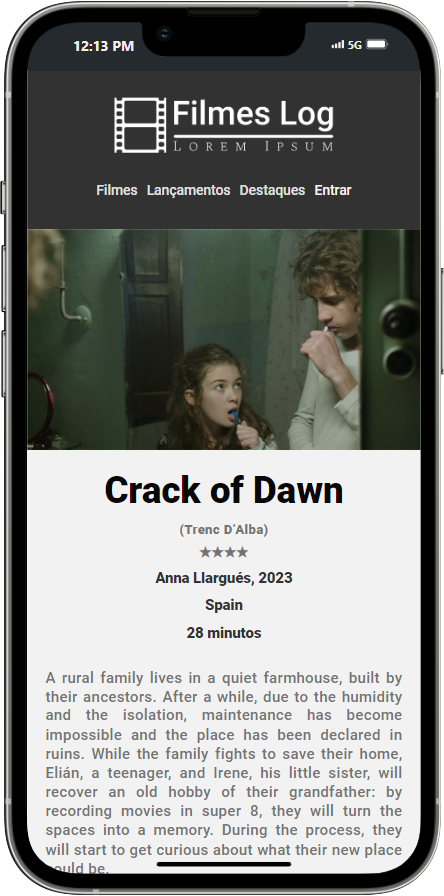 12:13 PM
5G
Filmes Log
LOREM IPSUM
Filmes Lançamentos Destaques Entrar
Crack of Dawn
(Trenc D'Alba)
★★★★
Anna Llargués, 2023
Spain
28 minutos
A rural family lives in a quiet farmhouse, built by
their ancestors. After a while, due to the humidity
and the isolation, maintenance has become
impossible and the place has been declared in
ruins. While the family fights to save their home,
Elián, a teenager, and Irene, his little sister, will
recover an old hobby of their grandfather: by
recording movies in super 8, they will turn the
spaces into a memory. During the process, they
will start to get curious about what their new place
could be.